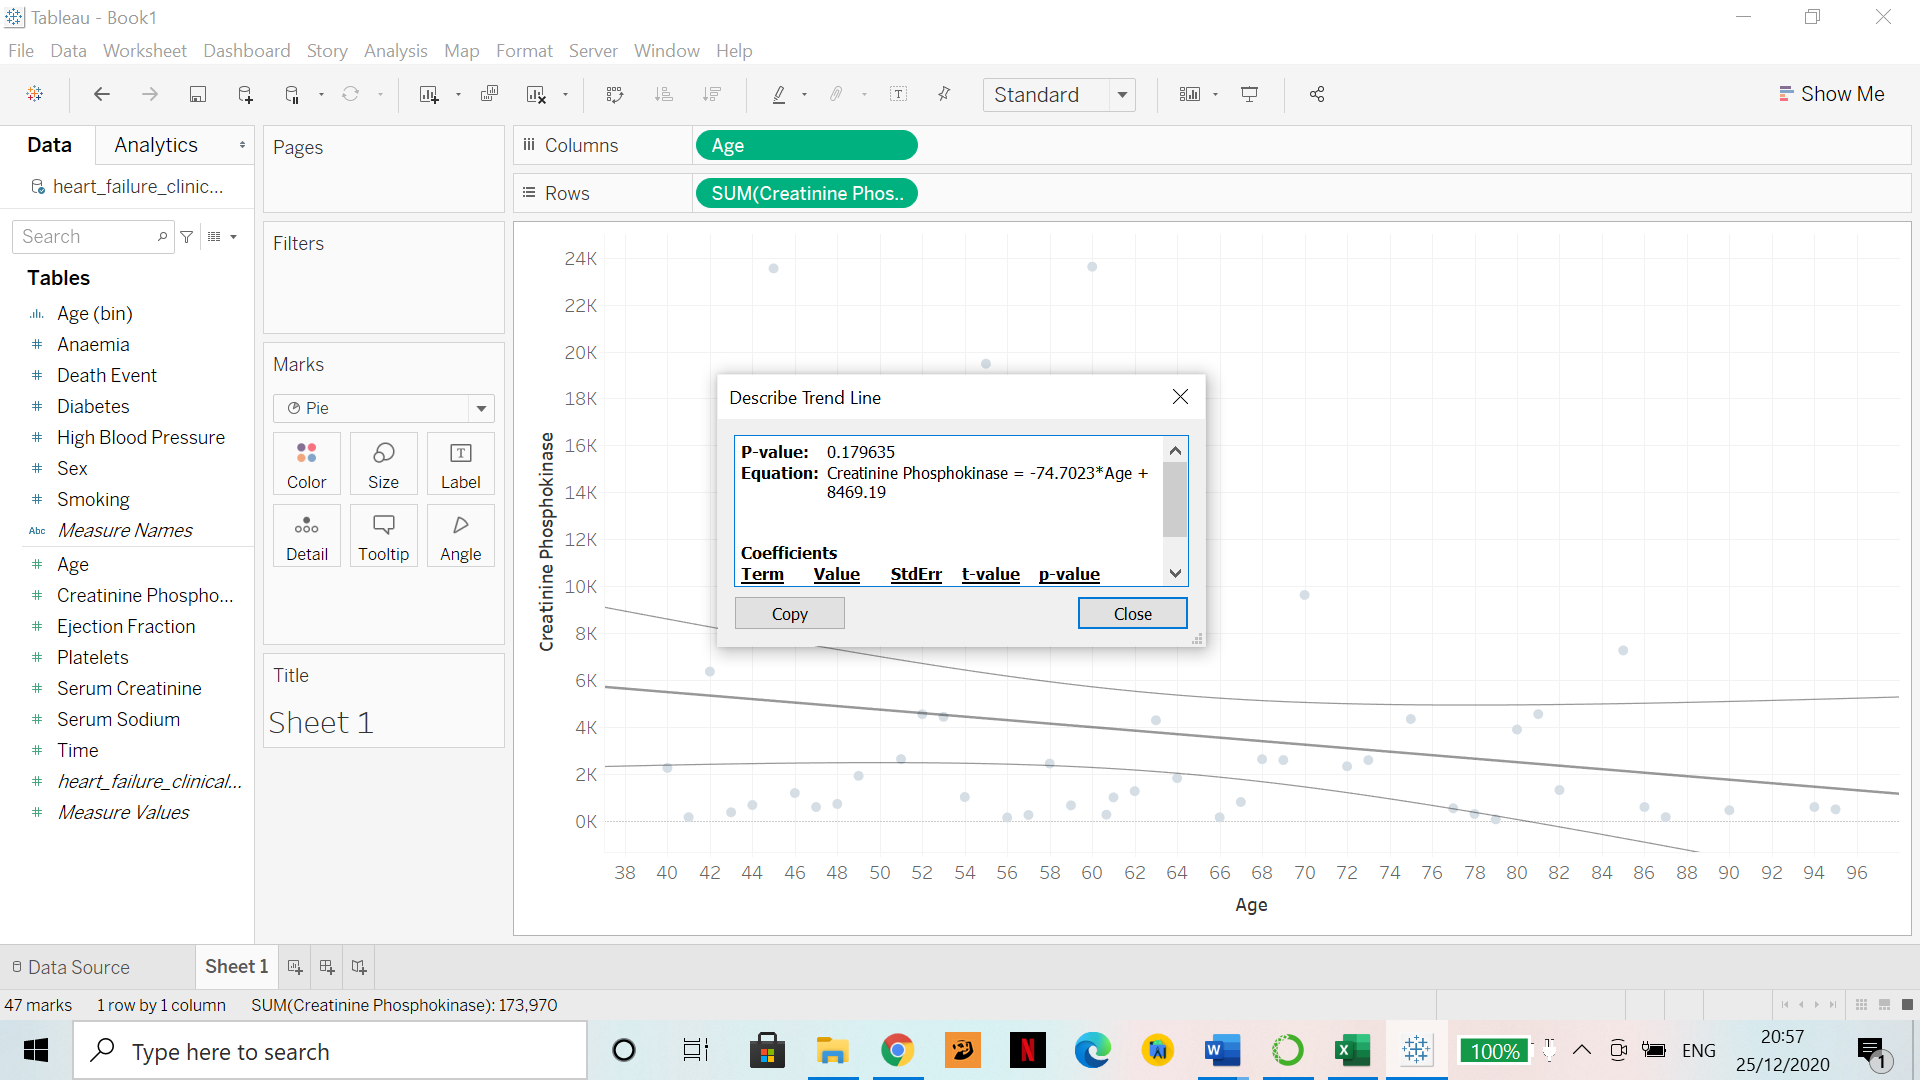 Tableau - Book1
File Data Worksheet Dashboard Story Analysis Map Format Server Window Help
Standard
Show Me
Data Analytics
heart_failure_clinic...
Search
Tables
Age (bin)
Anaemia
Death Event
Diabetes
High Blood Pressure
Sex
Smoking
Abc Measure Names
Age
Creatinine Phospho...
Ejection Fraction
Platelets
Serum Creatinine
Serum Sodium
Time
heart_failure_clinical...
Measure Values
Pages
Filters
Marks
Pie
Color Size Label
Detail Tooltip Angle
Title
Sheet 1
Columns Age
Rows SUM(Creatinine Phos..
Creatinine Phosphokinase
24K
22K
20K
18K
16K
14K
12K
10K
8K
6K
4K
2K
0K
38 40 42 44 46 48 50 52 54 56 58 60 62 64 66 68 70 72 74 76 78 80 82 84 86 88 90 92 94 96
Age
Describe Trend Line
P-value: 0.179635
Equation: Creatinine Phosphokinase = -74.7023*Age +
8469.19
Coefficients
Term Value StdErr t-value p-value
Copy Close
Data Source Sheet 1
47 marks 1 row by 1 column SUM(Creatinine Phosphokinase): 173,970
Type here to search
100%
ENG
20:57
25/12/2020
1